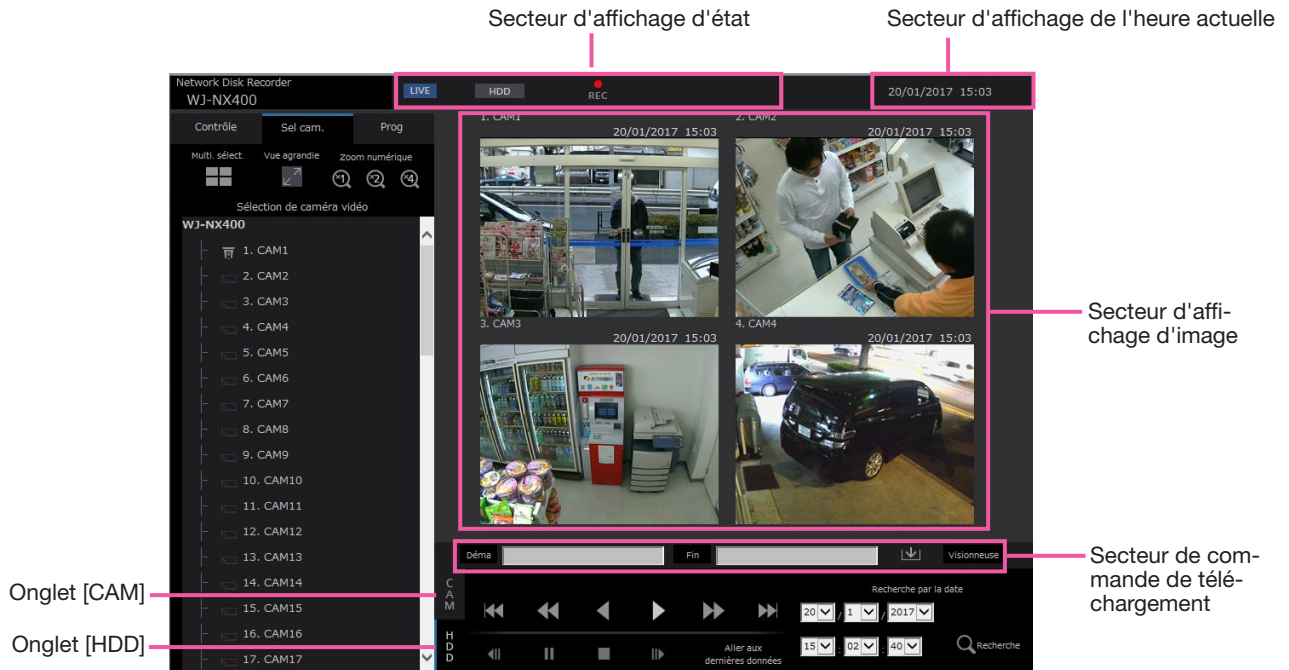 Secteur d'affichage d'état
Secteur d'affichage de l'heure actuelle
Network Disk Recorder
WJ-NX400
LIVE
HDD
REC
20/01/2017 15:03
Contrôle
Sel cam.
Prog
Multi. sélect.
Vue agrandie
Zoom numérique
×1
×2
×4
Sélection de caméra vidéo
WJ-NX400
1. CAM1
2. CAM2
3. CAM3
4. CAM4
5. CAM5
6. CAM6
7. CAM7
8. CAM8
9. CAM9
10. CAM10
11. CAM11
12. CAM12
13. CAM13
14. CAM14
15. CAM15
16. CAM16
17. CAM17
1. CAM1
20/01/2017 15:03
2. CAM2
20/01/2017 15:03
3. CAM3
20/01/2017 15:03
4. CAM4
20/01/2017 15:03
Secteur d'affi-
chage d'image
Déma
Fin
Visionneuse
Secteur de com-
mande de télé-
chargement
Onglet [CAM]
Onglet [HDD]
CAM
HDD
Recherche par la date
20 / 1 / 2017
15 : 02 : 40
Recherche
Aller aux
dernières données